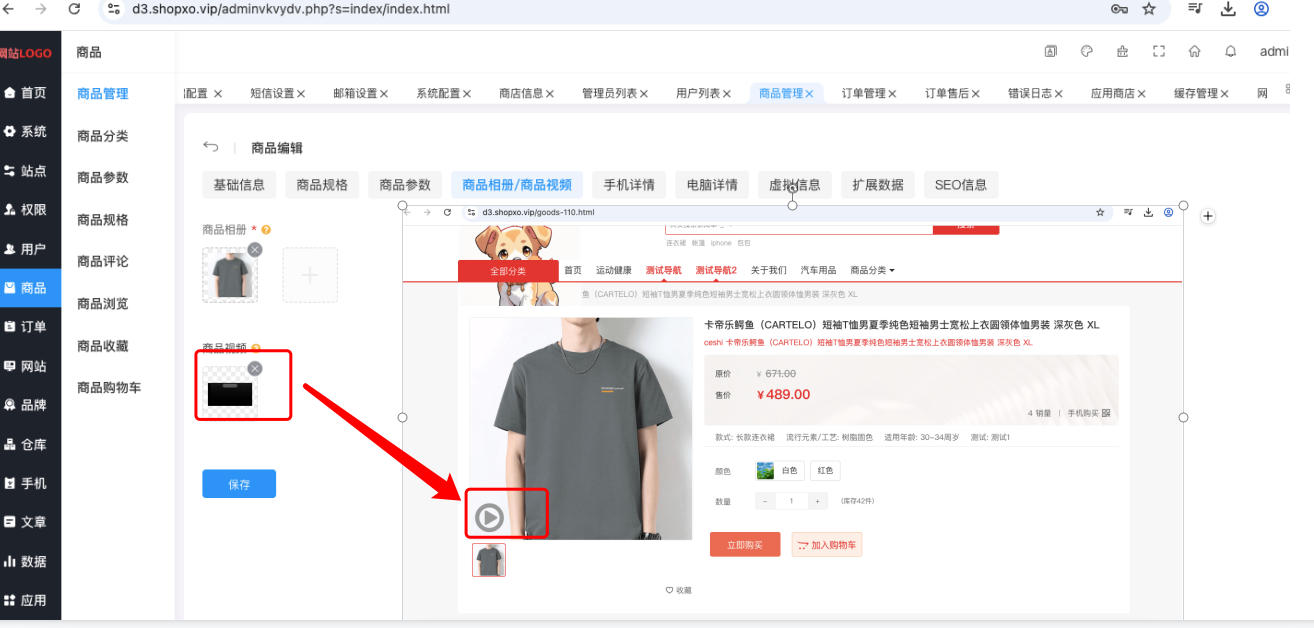 d3.shopxo.vip/adminvkvydv.php?s=index/index.html
网站LOGO
商品
admi
首页
系统
站点
权限
用户
商品
订单
网站
品牌
仓库
手机
文章
数据
应用
商品管理
商品分类
商品参数
商品规格
商品评论
商品浏览
商品收藏
商品购物车
配置 × 短信设置 × 邮箱设置 × 系统配置 × 商店信息 × 管理员列表 × 用户列表 × 商品管理 × 订单管理 × 订单售后 × 错误日志 × 应用商店 × 缓存管理 × 网
商品编辑
基础信息 商品规格 商品参数 商品相册/商品视频 手机详情 电脑详情 虚拟信息 扩展数据 SEO信息
商品相册 *
商品视频
保存
d3.shopxo.vip/goods-110.html
搜索
连衣裙 帐篷 iphone 包包
全部分类 首页 运动健康 测试导航 测试导航2 关于我们 汽车用品 商品分类
鱼（CARTELO）短袖T恤男夏季纯色短袖男士宽松上衣圆领体恤男装 深灰色 XL
卡帝乐鳄鱼（CARTELO）短袖T恤男夏季纯色短袖男士宽松上衣圆领体恤男装 深灰色 XL
ceshi 卡帝乐鳄鱼（CARTELO）短袖T恤男夏季纯色短袖男士宽松上衣圆领体恤男装 深灰色 XL
原价 ¥ 671.00
售价 ¥489.00
4 销量 | 手机购买
款式: 长款连衣裙 流行元素/工艺: 树脂固色 适用年龄: 30~34周岁 测试: 测试1
颜色 白色 红色
数量 - 1 + (库存42件)
立即购买 加入购物车
收藏